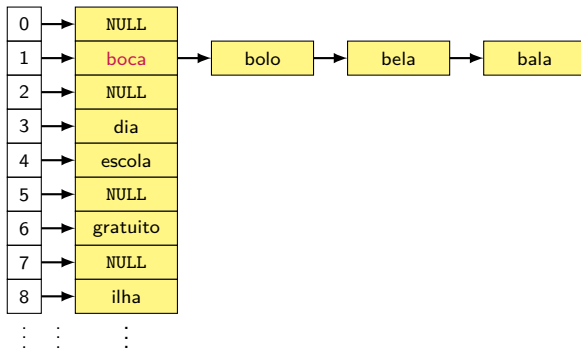 0 NULL
1 boca bolo bela bala
2 NULL
3 dia
4 escola
5 NULL
6 gratuito
7 NULL
8 ilha
⋮ ⋮ ⋮